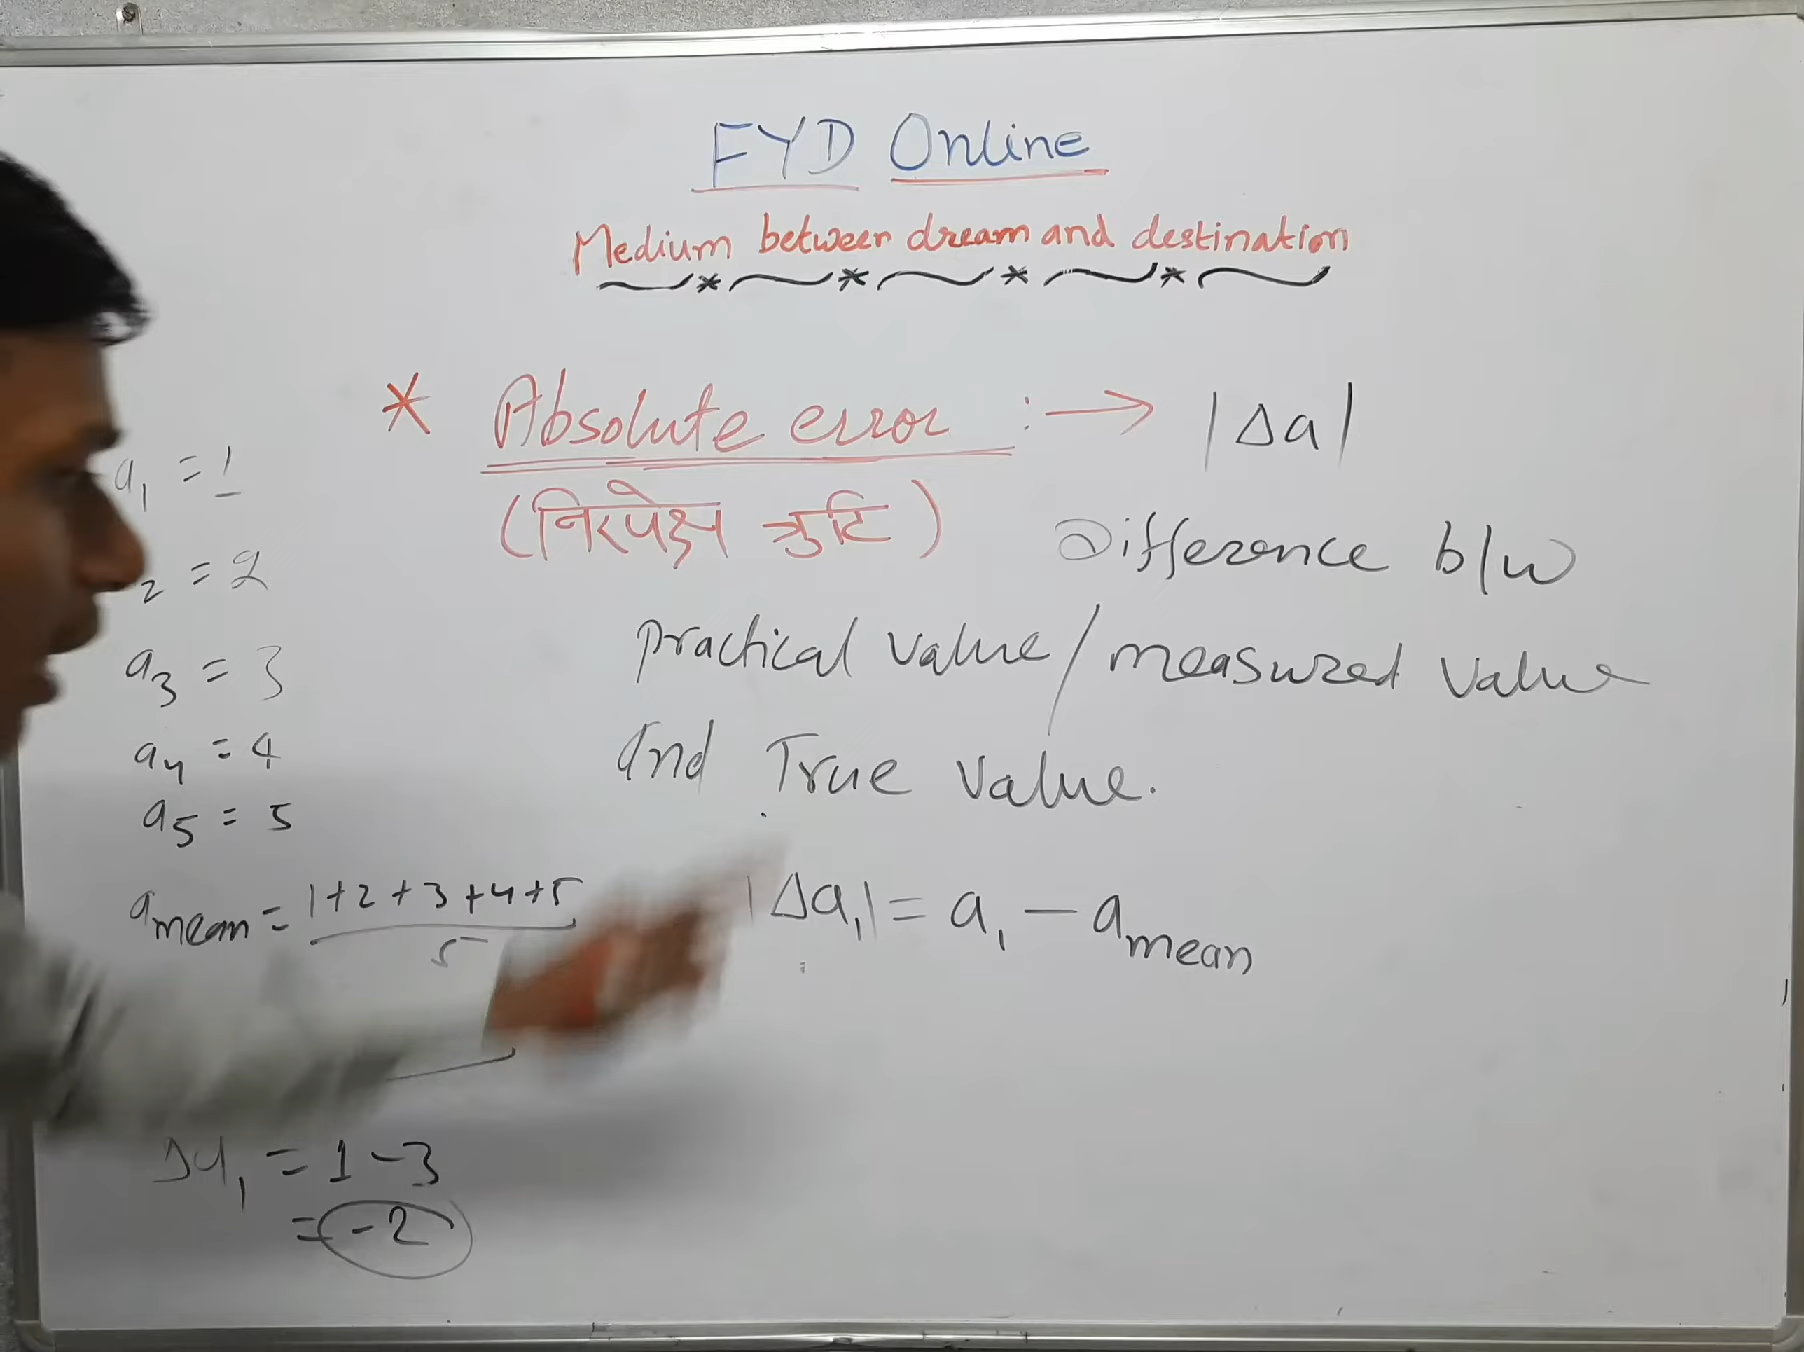 FYD Online
Medium between dream and destination
* Absolute error :→ |Δa|
(निरपेक्ष त्रुटि)
Difference b/w
practical value/measured value
And True value.
|Δa₁| = a₁ - a mean
a₁ = 1
₂ = 2
a₃ = 3
a₄ = 4
a₅ = 5
a mean = 1+2+3+4+5
5
= 1-3
= -2